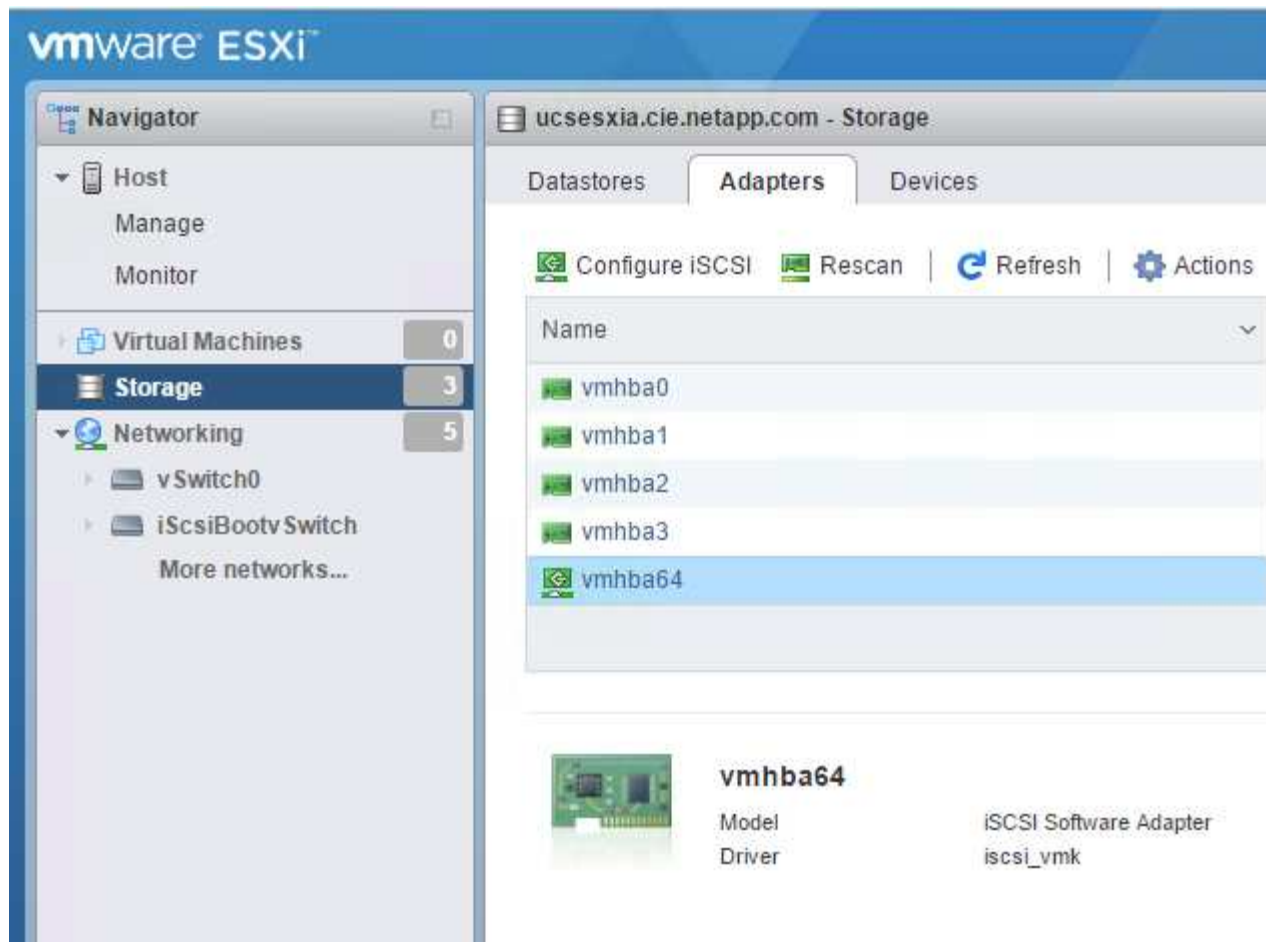 vmware ESXi™
Navigator
Host
Manage
Monitor
Virtual Machines 0
Storage 3
Networking 5
vSwitch0
iScsiBootvSwitch
More networks...
ucsesxia.cie.netapp.com - Storage
Datastores Adapters Devices
Configure iSCSI Rescan Refresh Actions
Name
vmhba0
vmhba1
vmhba2
vmhba3
vmhba64
vmhba64
Model iSCSI Software Adapter
Driver iscsi_vmk